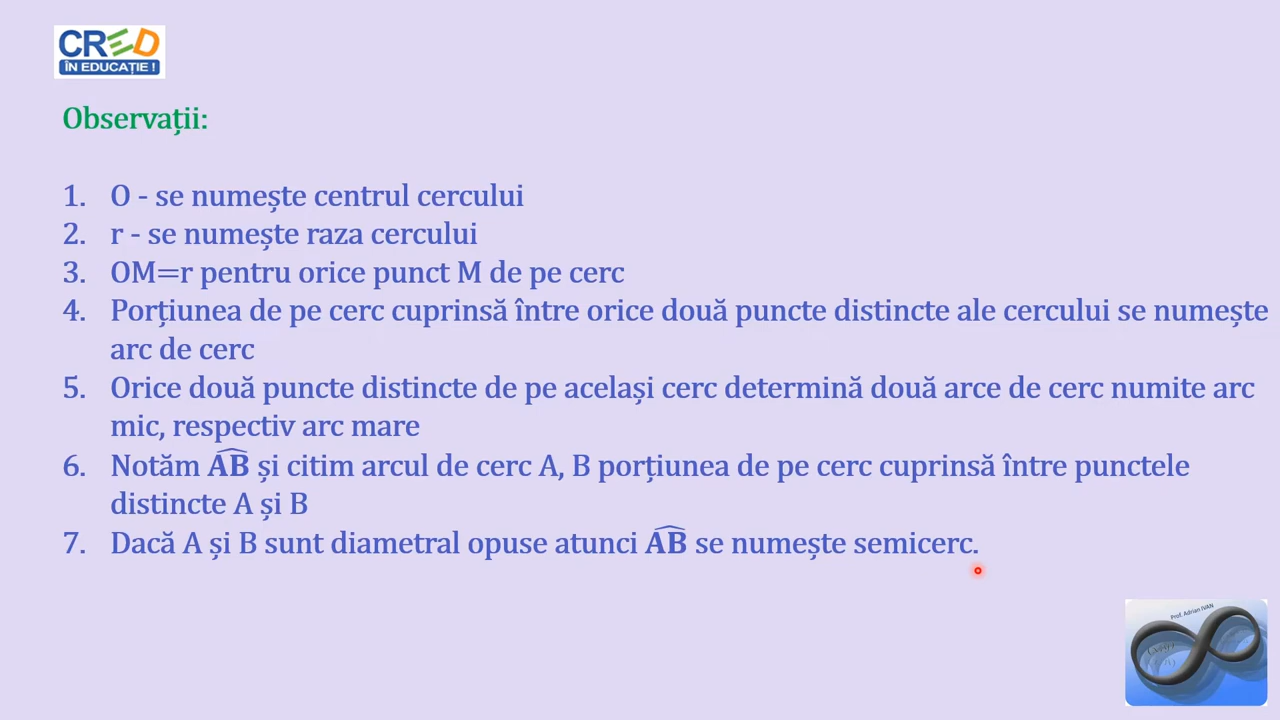 CRED
ÎN EDUCAȚIE !
Observații:
1. O - se numește centrul cercului
2. r - se numește raza cercului
3. OM=r pentru orice punct M de pe cerc
4. Porțiunea de pe cerc cuprinsă între orice două puncte distincte ale cercului se numește
arc de cerc
5. Orice două puncte distincte de pe același cerc determină două arce de cerc numite arc
mic, respectiv arc mare
6. Notăm A͡B și citim arcul de cerc A, B porțiunea de pe cerc cuprinsă între punctele
distincte A și B
7. Dacă A și B sunt diametral opuse atunci A͡B se numește semicerc.
Prof. Adrian IVAN